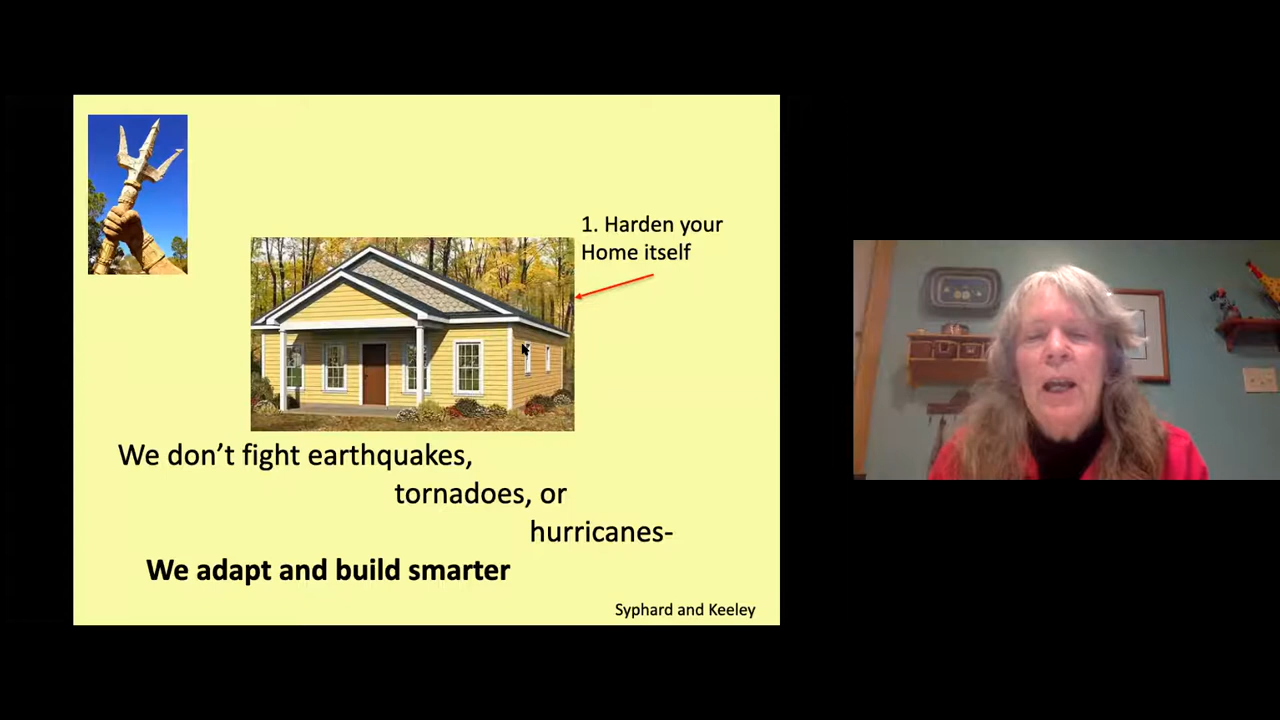 1. Harden your
Home itself
We don’t fight earthquakes,
tornadoes, or
hurricanes-
We adapt and build smarter
Syphard and Keeley